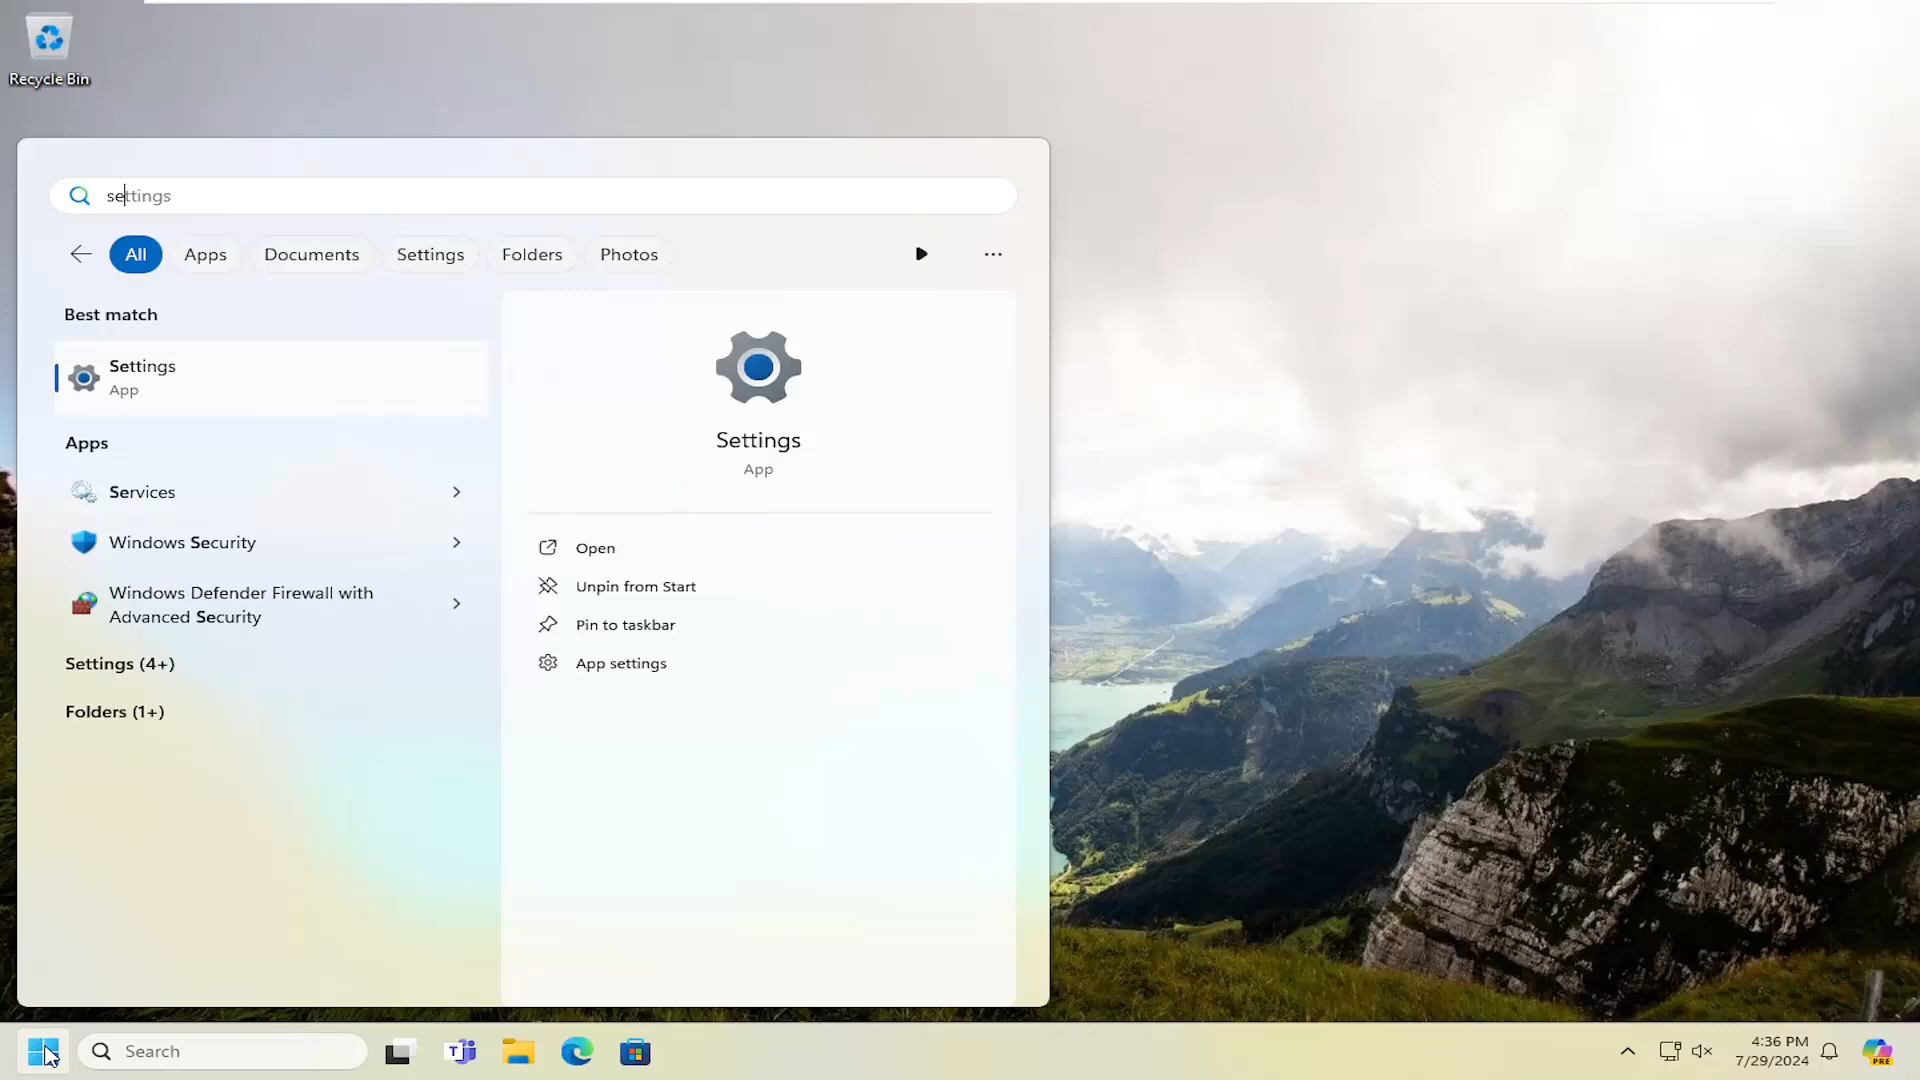 Recycle Bin
settings
All
Apps
Documents
Settings
Folders
Photos
Best match
Settings
App
Apps
Services
Windows Security
Windows Defender Firewall with
Advanced Security
Settings (4+)
Folders (1+)
Settings
App
Open
Unpin from Start
Pin to taskbar
App settings
Search
T
4:36 PM
7/29/2024
PRE